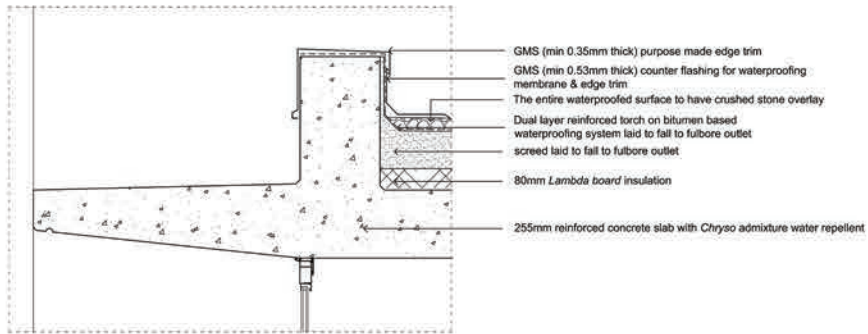 GMS (min 0.35mm thick) purpose made edge trim
GMS (min 0.53mm thick) counter flashing for waterproofing
membrane & edge trim
The entire waterproofed surface to have crushed stone overlay
Dual layer reinforced torch on bitumen based
waterproofing system laid to fall to fulbore outlet
screed laid to fall to fulbore outlet
80mm Lambda board insulation
255mm reinforced concrete slab with Chryso admixture water repellent